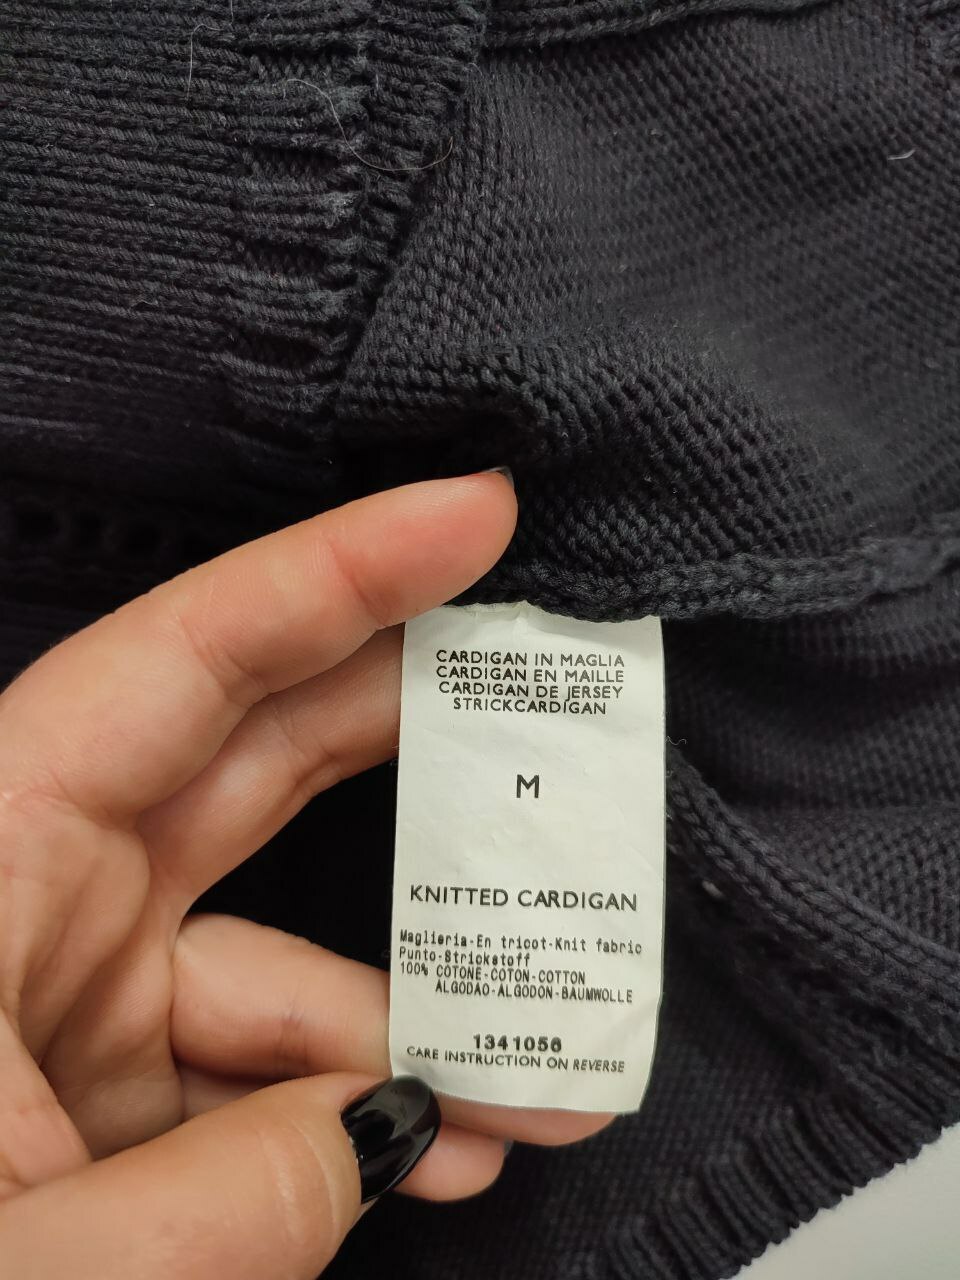 CARDIGAN IN MAGLIA
CARDIGAN EN MAILLE
CARDIGAN DE JERSEY
STRICKCARDIGAN
M
KNITTED CARDIGAN
Maglieria-En tricot-Knit fabric
Punto-Strickstoff
100% COTONE-COTON-COTTON
ALGODAO-ALGODON-BAUMWOLLE
1341056
CARE INSTRUCTION ON REVERSE